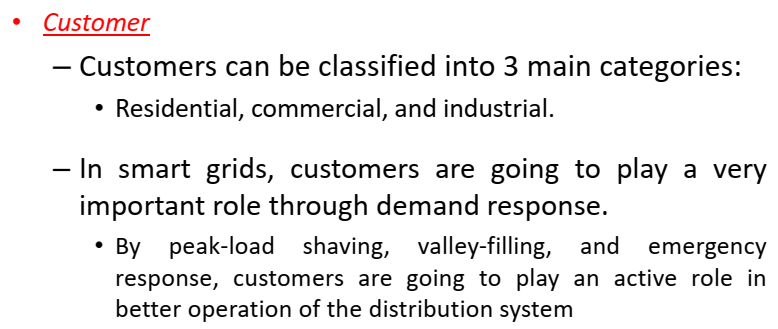 • Customer
– Customers can be classified into 3 main categories:
• Residential, commercial, and industrial.
– In smart grids, customers are going to play a very
important role through demand response.
• By peak-load shaving, valley-filling, and emergency
response, customers are going to play an active role in
better operation of the distribution system